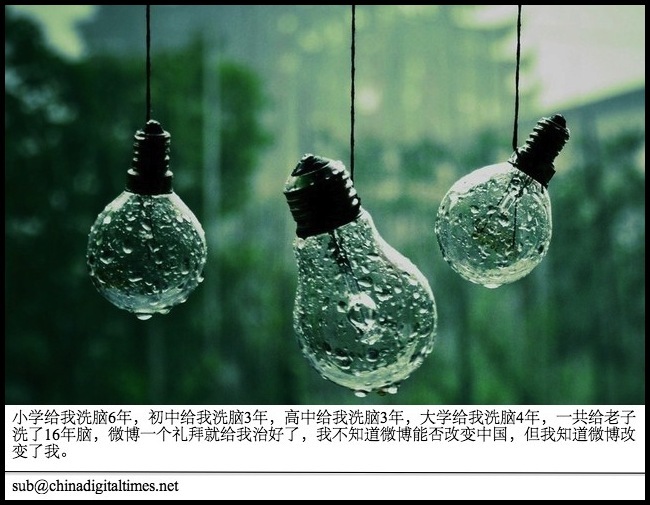 小学给我洗脑6年，初中给我洗脑3年，高中给我洗脑3年，大学给我洗脑4年，一共给老子
洗了16年脑，微博一个礼拜就给我治好了，我不知道微博能否改变中国，但我知道微博改
变了我。
sub@chinadigitaltimes.net